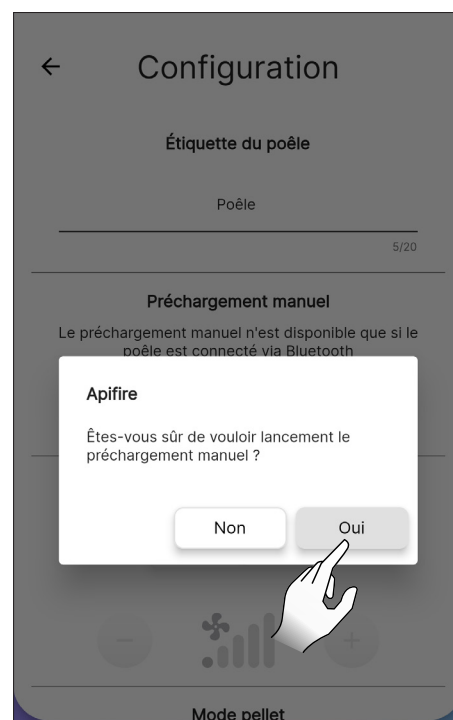 Configuration
Étiquette du poêle
Poêle
5/20
Préchargement manuel
Le préchargement manuel n'est disponible que si le
poêle est connecté via Bluetooth
Apifire
Êtes-vous sûr de vouloir lancement le
préchargement manuel ?
Non
Oui
Mode pellet